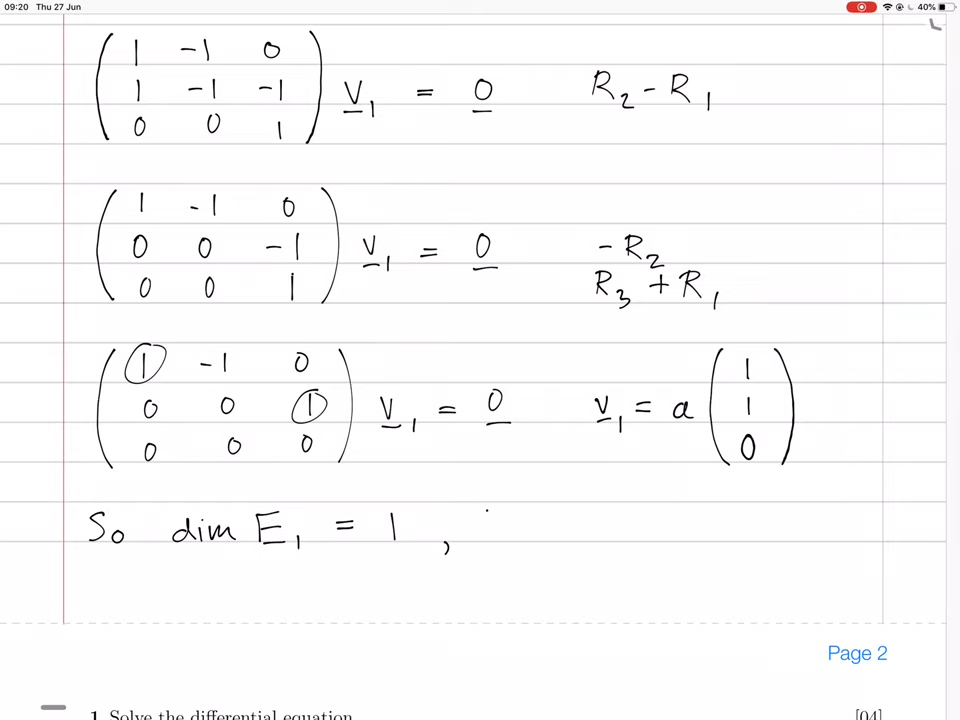 09:20 Thu 27 Jun 40%
1 -1 0
1 -1 -1 v₁ = 0 R₂ - R₁
0 0 1
1 -1 0
0 0 -1 v₁ = 0 -R₂
0 0 1 R₃ + R₁
1 -1 0 1
0 0 1 v₁ = 0 v₁ = a 1
0 0 0 0
So dim E₁ = 1 ,
Page 2
1. Solve the differential equation [04]